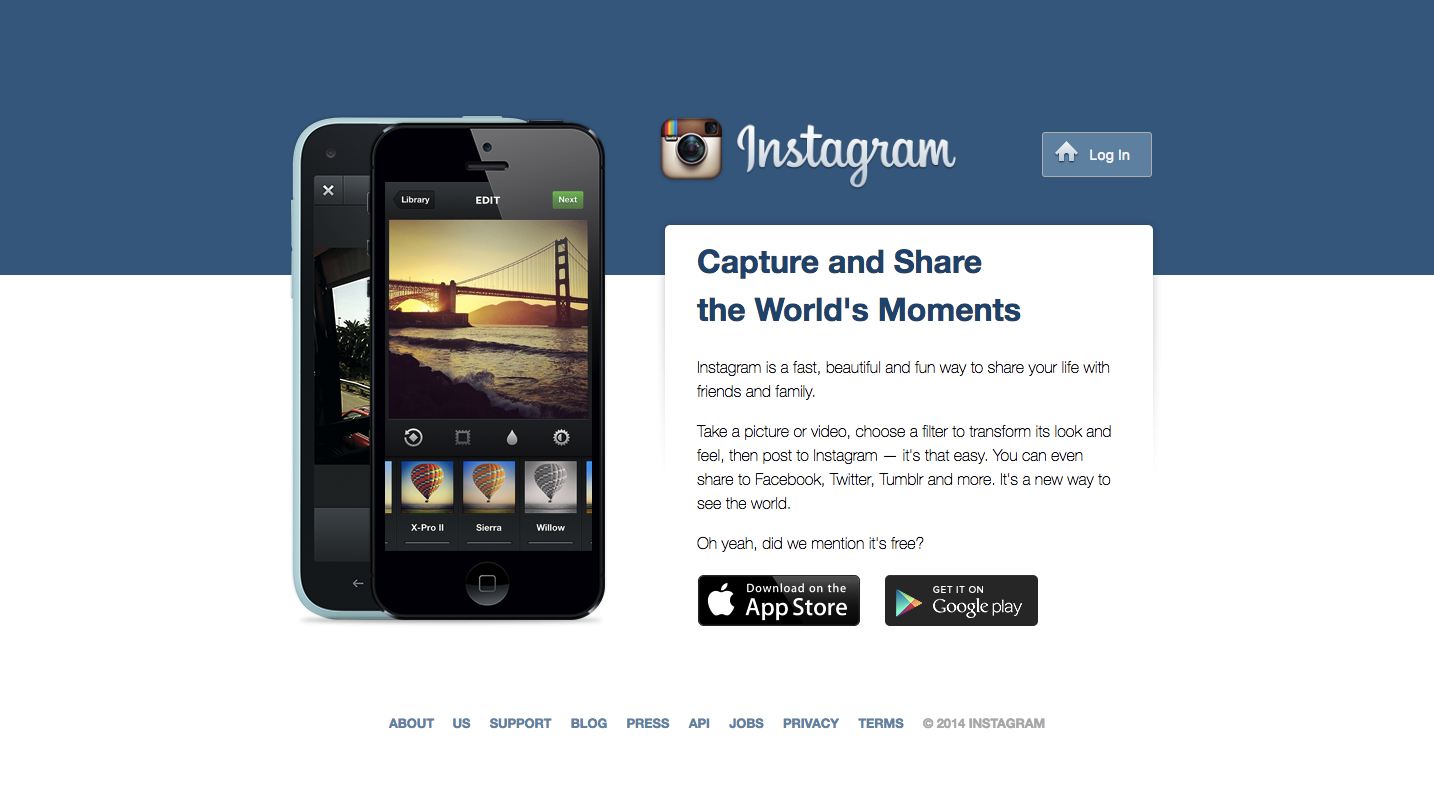 Instagram
Log In
Library
EDIT
Next
X-Pro II
Sierra
Willow
Capture and Share
the World's Moments
Instagram is a fast, beautiful and fun way to share your life with
friends and family.
Take a picture or video, choose a filter to transform its look and
feel, then post to Instagram — it's that easy. You can even
share to Facebook, Twitter, Tumblr and more. It's a new way to
see the world.
Oh yeah, did we mention it's free?
Download on the
App Store
GET IT ON
Google play
ABOUT US SUPPORT BLOG PRESS API JOBS PRIVACY TERMS © 2014 INSTAGRAM